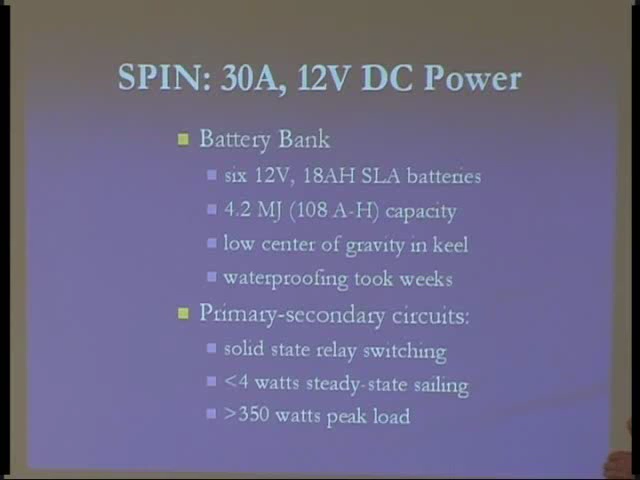 SPIN: 30A, 12V DC Power
Battery Bank
six 12V, 18AH SLA batteries
4.2 MJ (108 A-H) capacity
low center of gravity in keel
waterproofing took weeks
Primary-secondary circuits:
solid state relay switching
<4 watts steady-state sailing
>350 watts peak load